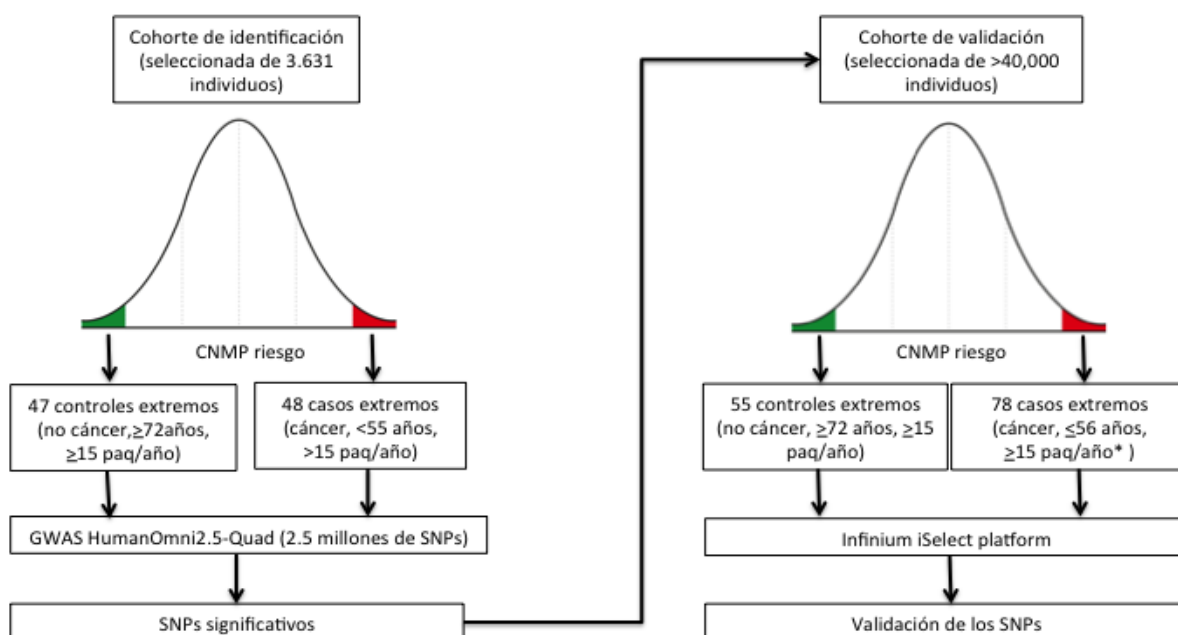 Cohorte de identificación
(seleccionada de 3.631
individuos)
CNMP riesgo
47 controles extremos
(no cáncer,≥72años,
≥15 paq/año)
48 casos extremos
(cáncer, <55 años,
>15 paq/año)
GWAS HumanOmni2.5-Quad (2.5 millones de SNPs)
SNPs significativos
Cohorte de validación
(seleccionada de >40,000
individuos)
CNMP riesgo
55 controles extremos
(no cáncer, ≥72 años, ≥15
paq/año)
78 casos extremos
(cáncer, ≤56 años,
≥15 paq/año* )
Infinium iSelect platform
Validación de los SNPs